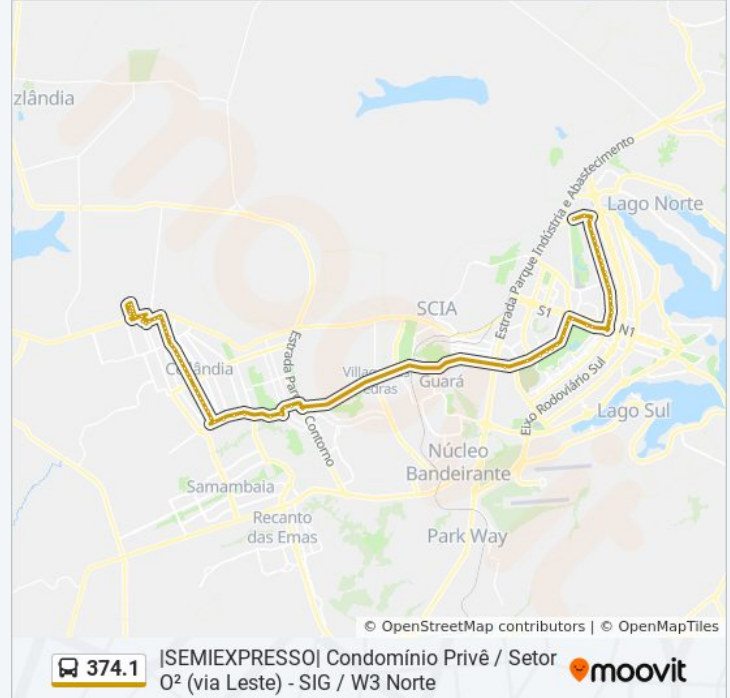 zlândia
Estrada Parque Indústria e Abastecimento
Lago Norte
SCIA
S1
N1
Estrada Par
Contorno
Guará
Eixo Rodoviário Sul
Lago Sul
Núcleo
Bandeirante
Samambaia
Recanto
das Emas
Park Way
© OpenStreetMap contributors | © OpenMapTiles
374.1
|SEMIEXPRESSO| Condomínio Privê / Setor
O² (via Leste) - SIG / W3 Norte
moovit